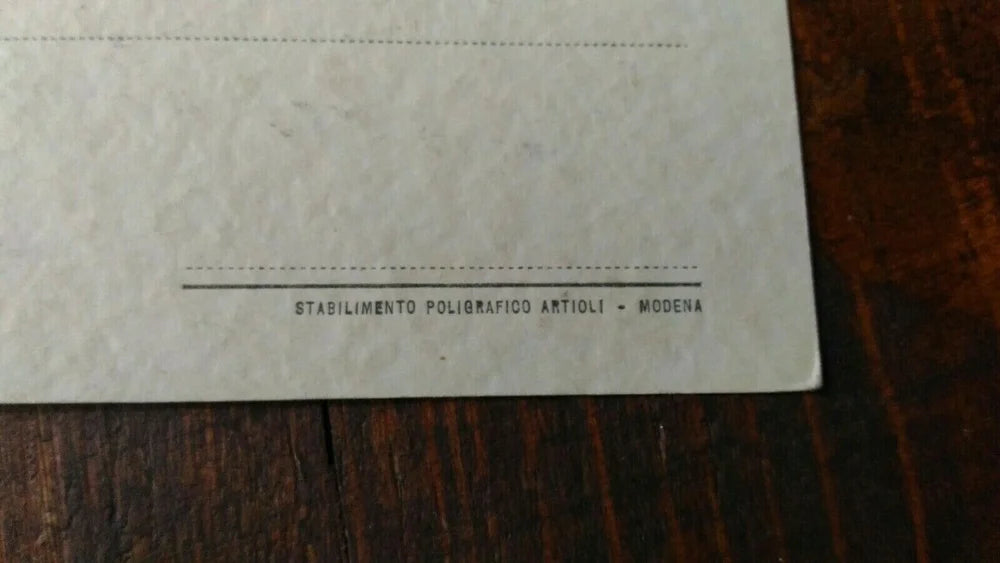 STABILIMENTO POLIGRAFICO ARTIOLI - MODENA